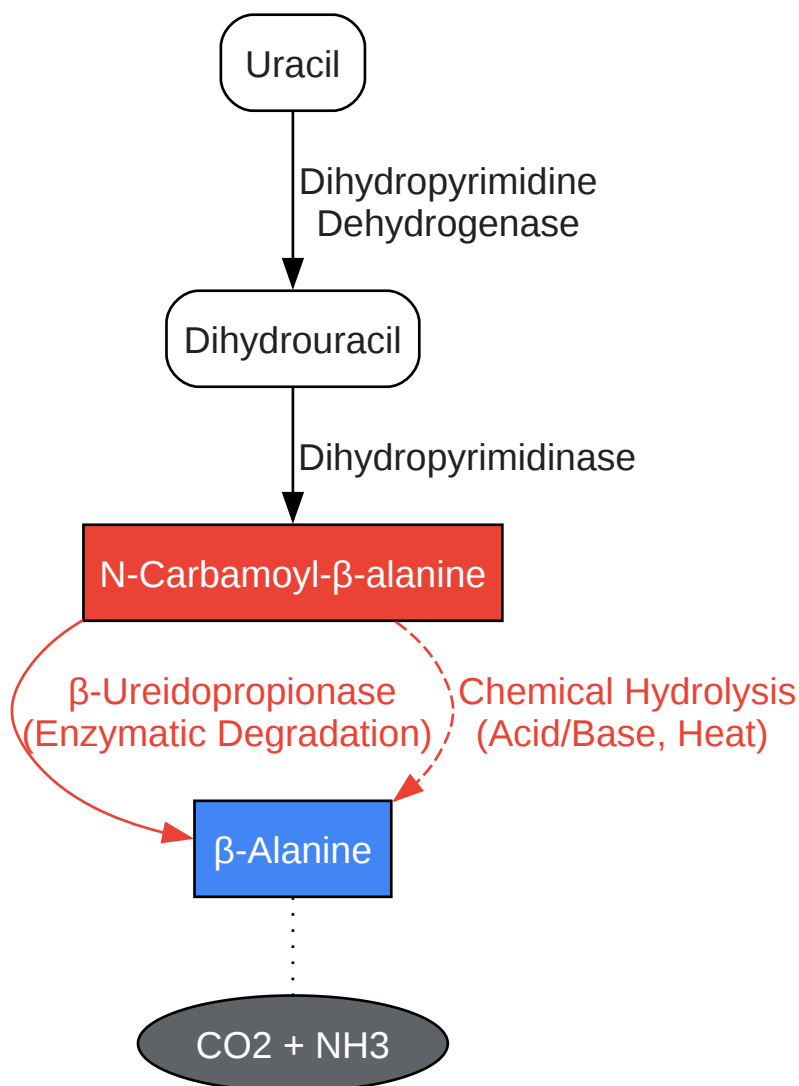 Uracil
Dihydropyrimidine
Dehydrogenase
Dihydrouracil
Dihydropyrimidinase
N-Carbamoyl-β-alanine
β-Ureidopropionase
(Enzymatic Degradation)
Chemical Hydrolysis
(Acid/Base, Heat)
β-Alanine
CO2 + NH3